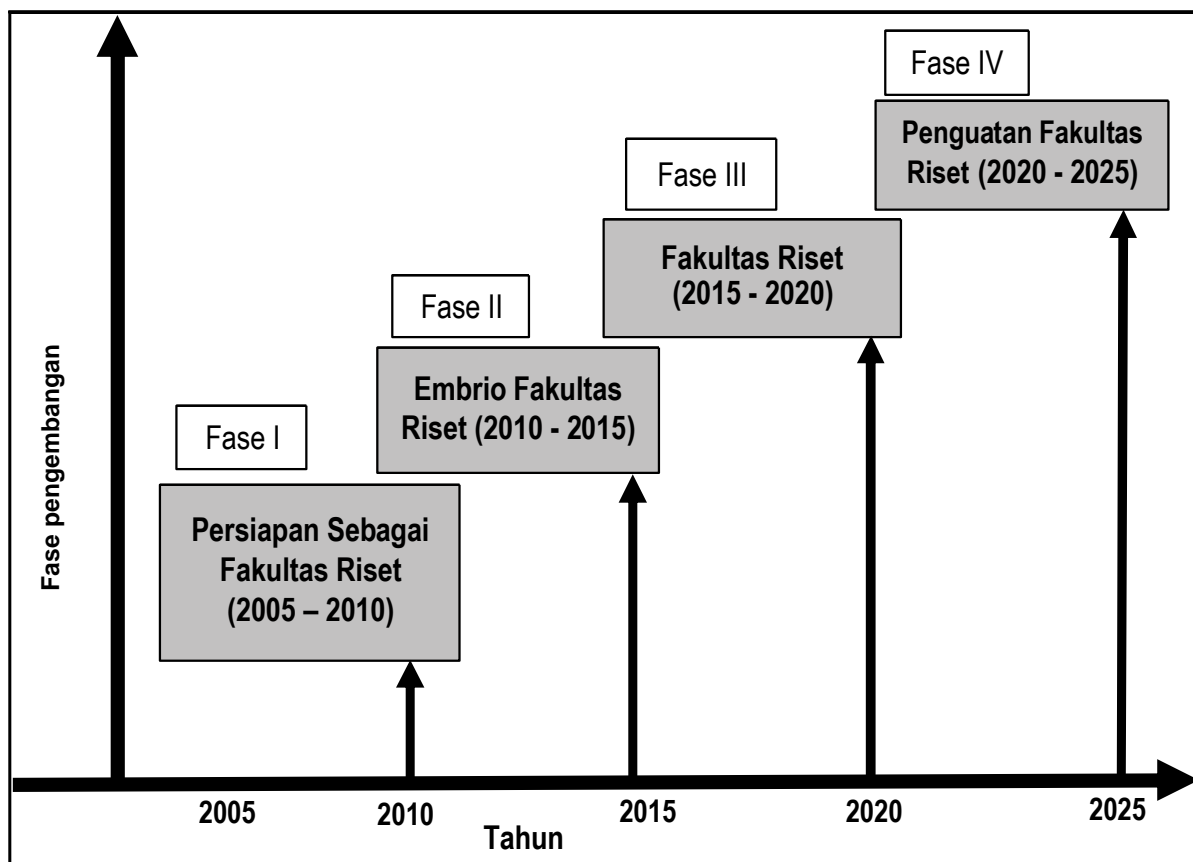 Fase IV
Penguatan Fakultas
Riset (2020 - 2025)
Fase III
Fakultas Riset
(2015 - 2020)
Fase II
Embrio Fakultas
Riset (2010 - 2015)
Fase I
Persiapan Sebagai
Fakultas Riset
(2005 – 2010)
Fase pengembangan
2005
2010
2015
2020
2025
Tahun